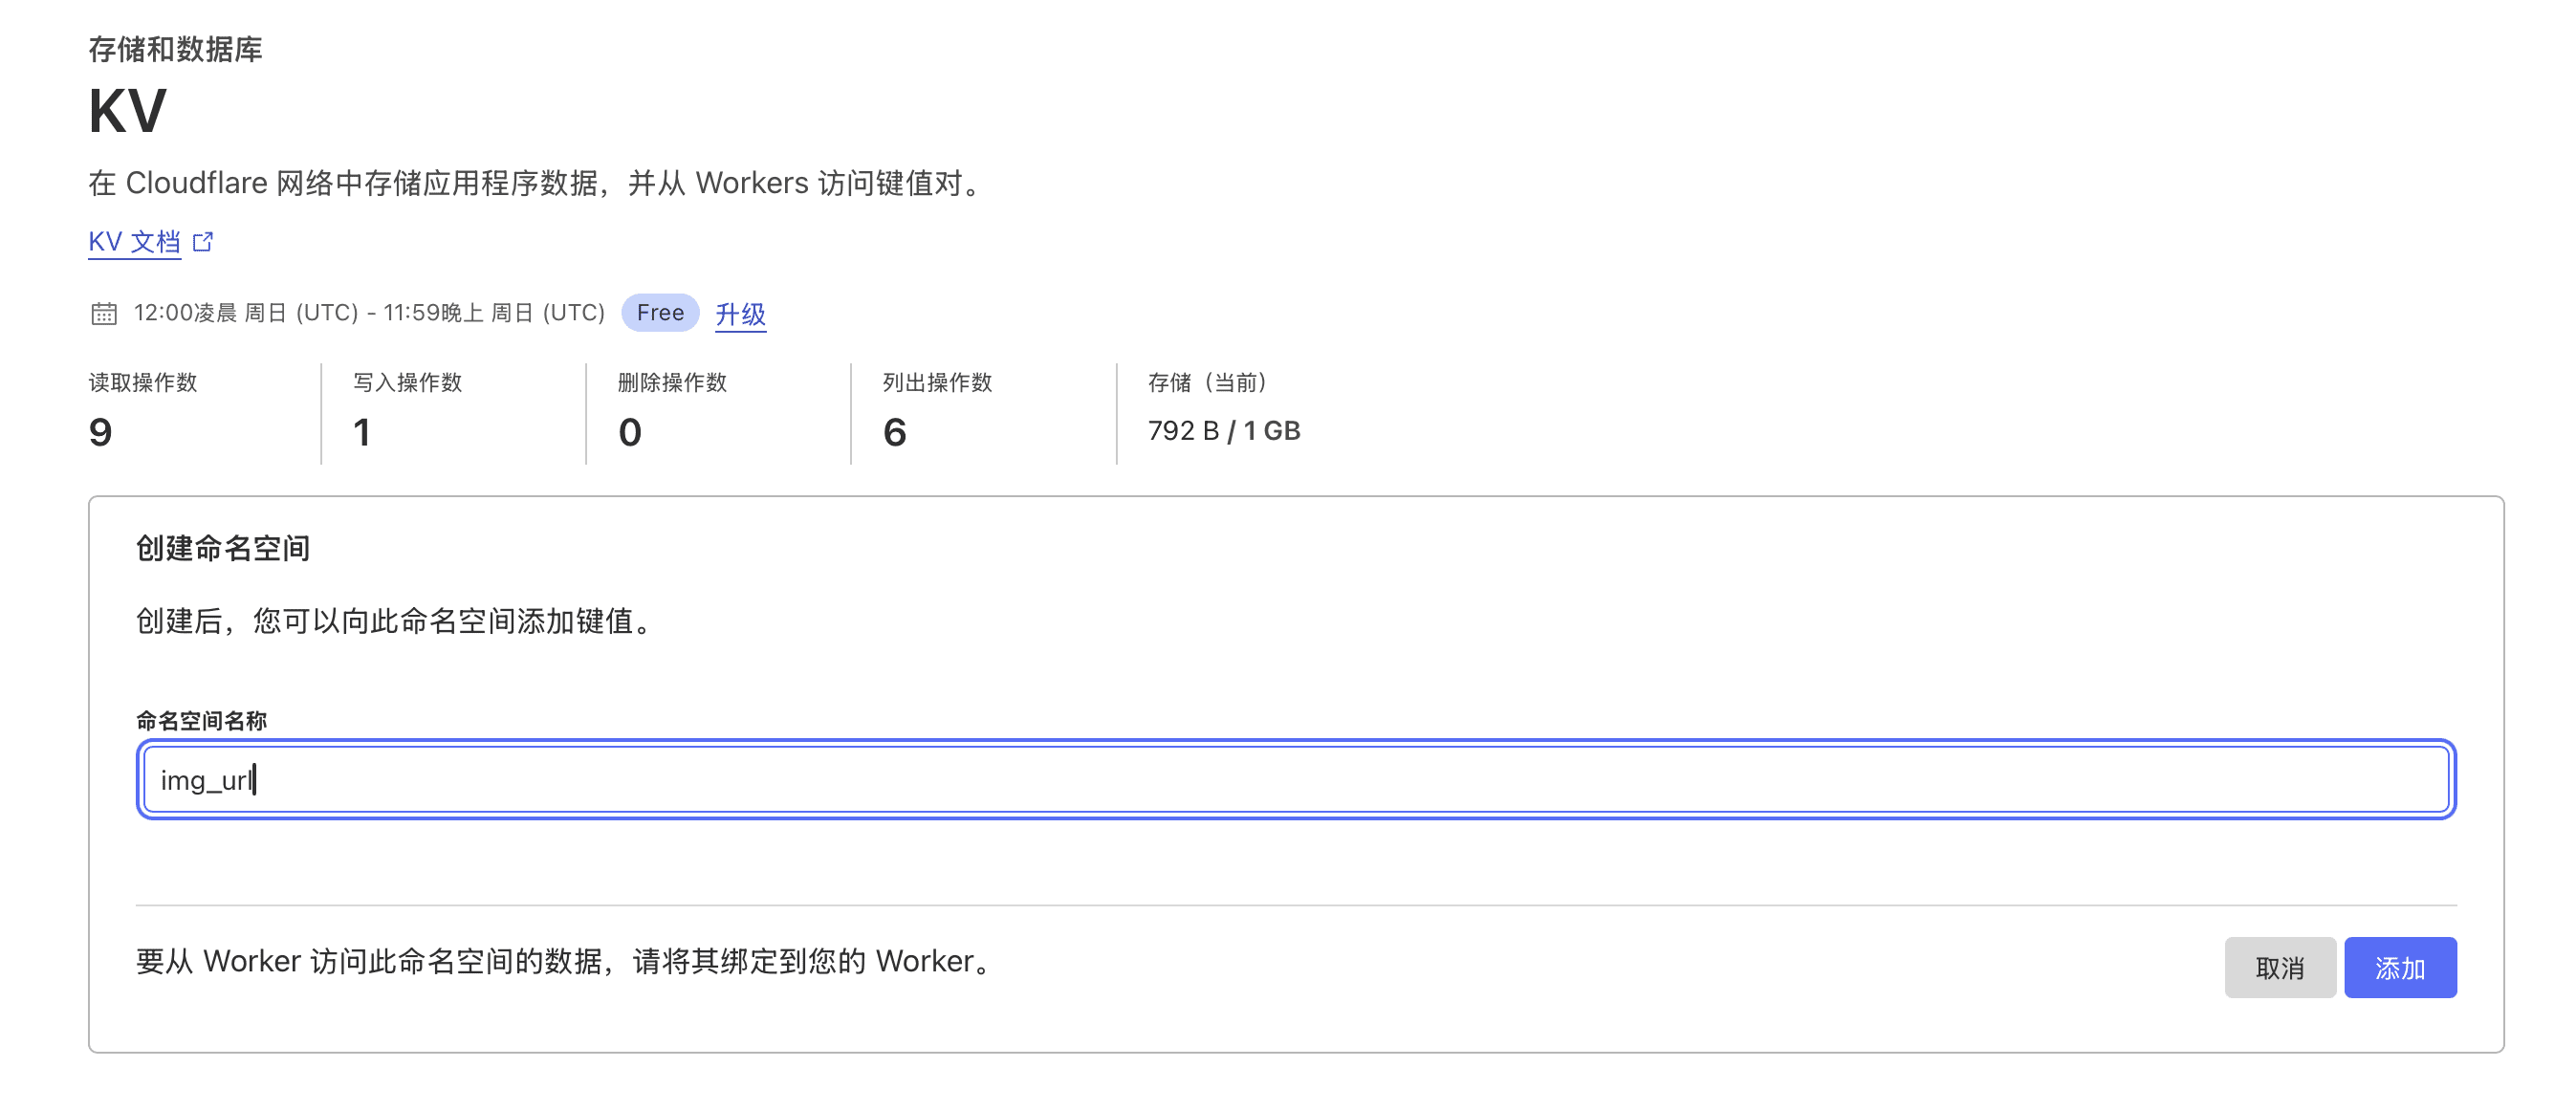 存储和数据库
KV
在 Cloudflare 网络中存储应用程序数据，并从 Workers 访问键值对。
KV 文档
12:00凌晨 周日 (UTC) - 11:59晚上 周日 (UTC) Free 升级
读取操作数 写入操作数 删除操作数 列出操作数 存储（当前）
9 1 0 6 792 B / 1 GB
创建命名空间
创建后，您可以向此命名空间添加键值。
命名空间名称
img_url
要从 Worker 访问此命名空间的数据，请将其绑定到您的 Worker。 取消 添加